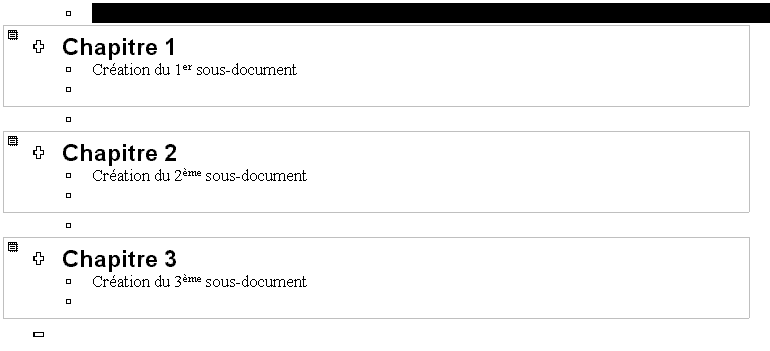 Chapitre 1
Création du 1er sous-document
Chapitre 2
Création du 2ème sous-document
Chapitre 3
Création du 3ème sous-document